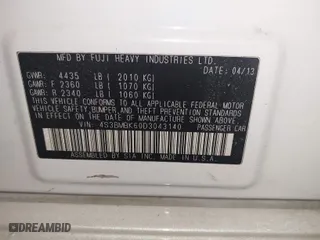 MFD. BY FUJI HEAVY INDUSTRIES LTD.
DATE: 04/13
GVWR: 4435 LB (2010 KG)
GAWR: F 2360 LB (1070 KG)
GAWR: R 2340 LB (1060 KG)
THIS VEHICLE CONFORMS TO ALL APPLICABLE FEDERAL MOTOR
VEHICLE SAFETY, BUMPER, AND THEFT PREVENTION STANDARDS
IN EFFECT ON THE DATE OF MANUFACTURE SHOWN ABOVE.
VIN: 4S3BMBK60D3043140 PASSENGER CAR
ASSEMBLED BY SIA INC. MADE IN U.S.A.
DREAMBID